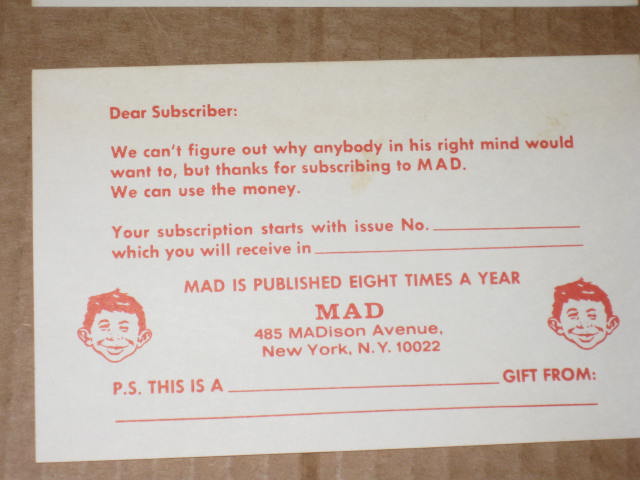 Dear Subscriber:
We can't figure out why anybody in his right mind would
want to, but thanks for subscribing to MAD.
We can use the money.
Your subscription starts with issue No.
which you will receive in
MAD IS PUBLISHED EIGHT TIMES A YEAR
MAD
485 MADison Avenue,
New York, N.Y. 10022
P.S. THIS IS A GIFT FROM: